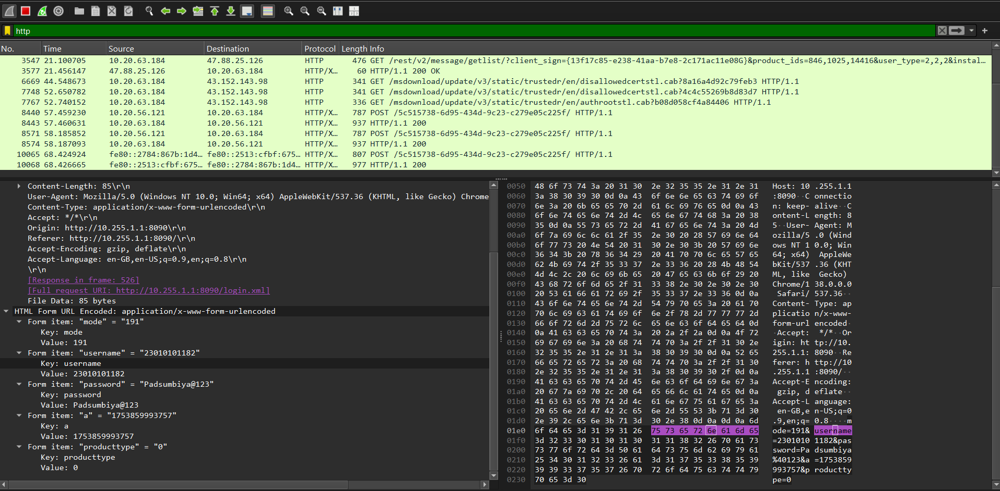 http
No. Time Source Destination Protocol Length Info
3547 21.100705 10.20.63.184 47.88.25.126 HTTP 476 GET /rest/v2/message/getlist/?client_sign={13f17c85-e238-41aa-b7e8-2c171ac11e08G}&product_ids=846,1025,14416&user_type=2,2,2&instal…
3577 21.456147 47.88.25.126 10.20.63.184 HTTP/X… 60 HTTP/1.1 200 OK
6669 44.548673 10.20.63.184 43.152.143.98 HTTP 341 GET /msdownload/update/v3/static/trustedr/en/disallowedcertstl.cab?8a16a4d92c79feb3 HTTP/1.1
7748 52.650782 10.20.63.184 43.152.143.98 HTTP 341 GET /msdownload/update/v3/static/trustedr/en/disallowedcertstl.cab?4c4c55269b8d83d7 HTTP/1.1
7767 52.740152 10.20.63.184 43.152.143.98 HTTP 336 GET /msdownload/update/v3/static/trustedr/en/authrootstl.cab?b08d058cf4a84406 HTTP/1.1
8440 57.459230 10.20.56.121 10.20.63.184 HTTP/X… 787 POST /5c515738-6d95-434d-9c23-c279e05c225f/ HTTP/1.1
8443 57.460631 10.20.63.184 10.20.56.121 HTTP/X… 937 HTTP/1.1 200
8571 58.185852 10.20.56.121 10.20.63.184 HTTP/X… 787 POST /5c515738-6d95-434d-9c23-c279e05c225f/ HTTP/1.1
8574 58.187093 10.20.63.184 10.20.56.121 HTTP/X… 937 HTTP/1.1 200
10065 68.424924 fe80::2784:867b:1d4… fe80::2513:cfbf:675… HTTP/X… 807 POST /5c515738-6d95-434d-9c23-c279e05c225f/ HTTP/1.1
10068 68.426665 fe80::2513:cfbf:675… fe80::2784:867b:1d4… HTTP/X… 977 HTTP/1.1 200
Content-Length: 85\r\n
User-Agent: Mozilla/5.0 (Windows NT 10.0; Win64; x64) AppleWebKit/537.36 (KHTML, like Gecko) Chrome
Content-Type: application/x-www-form-urlencoded\r\n
Accept: */*\r\n
Origin: http://10.255.1.1:8090\r\n
Referer: http://10.255.1.1:8090/\r\n
Accept-Encoding: gzip, deflate\r\n
Accept-Language: en-GB,en-US;q=0.9,en;q=0.8\r\n
\r\n
[Response in frame: 526]
[Full request URI: http://10.255.1.1:8090/login.xml]
File Data: 85 bytes
HTML Form URL Encoded: application/x-www-form-urlencoded
Form item: "mode" = "191"
Key: mode
Value: 191
Form item: "username" = "23010101182"
Key: username
Value: 23010101182
Form item: "password" = "Padsumbiya@123"
Key: password
Value: Padsumbiya@123
Form item: "a" = "1753859993757"
Key: a
Value: 1753859993757
Form item: "producttype" = "0"
Key: producttype
Value: 0
0050 48 6f 73 74 3a 20 31 30 2e 32 35 35 2e 31 2e 31 Host: 10 .255.1.1
0060 3a 38 30 39 30 0d 0a 43 6f 6e 6e 65 63 74 69 6f :8090··C onnectio
0070 6e 3a 20 6b 65 65 70 2d 61 6c 69 76 65 0d 0a 43 n: keep- alive··C
0080 6f 6e 74 65 6e 74 2d 4c 65 6e 67 74 68 3a 20 38 ontent-L ength: 8
0090 35 0d 0a 55 73 65 72 2d 41 67 65 6e 74 3a 20 4d 5··User- Agent: M
00a0 6f 7a 69 6c 6c 61 2f 35 2e 30 20 28 57 69 6e 64 ozilla/5 .0 (Wind
00b0 6f 77 73 20 4e 54 20 31 30 2e 30 3b 20 57 69 6e ows NT 1 0.0; Win
00c0 36 34 3b 20 78 36 34 29 20 41 70 70 6c 65 57 65 64; x64) AppleWe
00d0 62 4b 69 74 2f 35 33 37 2e 33 36 20 28 4b 48 54 bKit/537 .36 (KHT
00e0 4d 4c 2c 20 6c 69 6b 65 20 47 65 63 6b 6f 29 20 ML, like Gecko)
00f0 43 68 72 6f 6d 65 2f 31 33 38 2e 30 2e 30 2e 30 Chrome/1 38.0.0.0
0100 20 53 61 66 61 72 69 2f 35 33 37 2e 33 36 0d 0a Safari/ 537.36··
0110 43 6f 6e 74 65 6e 74 2d 54 79 70 65 3a 20 61 70 Content- Type: ap
0120 70 6c 69 63 61 74 69 6f 6e 2f 78 2d 77 77 77 2d plicatio n/x-www-
0130 66 6f 72 6d 2d 75 72 6c 65 6e 63 6f 64 65 64 0d form-url encoded·
0140 0a 41 63 63 65 70 74 3a 20 2a 2f 2a 0d 0a 4f 72 ·Accept: */*··Or
0150 69 67 69 6e 3a 20 68 74 74 70 3a 2f 2f 31 30 2e igin: ht tp://10.
0160 32 35 35 2e 31 2e 31 3a 38 30 39 30 0d 0a 52 65 255.1.1: 8090··Re
0170 66 65 72 65 72 3a 20 68 74 74 70 3a 2f 2f 31 30 ferer: h ttp://10
0180 2e 32 35 35 2e 31 2e 31 3a 38 30 39 30 2f 0d 0a .255.1.1 :8090/··
0190 41 63 63 65 70 74 2d 45 6e 63 6f 64 69 6e 67 3a Accept-E ncoding:
01a0 20 67 7a 69 70 2c 20 64 65 66 6c 61 74 65 0d 0a gzip, d eflate··
01b0 41 63 63 65 70 74 2d 4c 61 6e 67 75 61 67 65 3a Accept-L anguage:
01c0 20 65 6e 2d 47 42 2c 65 6e 2d 55 53 3b 71 3d 30 en-GB,e n-US;q=0
01d0 2e 39 2c 65 6e 3b 71 3d 30 2e 38 0d 0a 0d 0a 6d .9,en;q= 0.8····m
01e0 6f 64 65 3d 31 39 31 26 75 73 65 72 6e 61 6d 65 ode=191& username
01f0 3d 32 33 30 31 30 31 30 31 31 38 32 26 70 61 73 =2301010 1182&pas
0200 73 77 6f 72 64 3d 50 61 64 73 75 6d 62 69 79 61 sword=Pa dsumbiya
0210 25 34 30 31 32 33 26 61 3d 31 37 35 33 38 35 39 %40123&a =1753859
0220 39 39 33 37 35 37 26 70 72 6f 64 75 63 74 74 79 993757&p roductty
0230 70 65 3d 30 pe=0